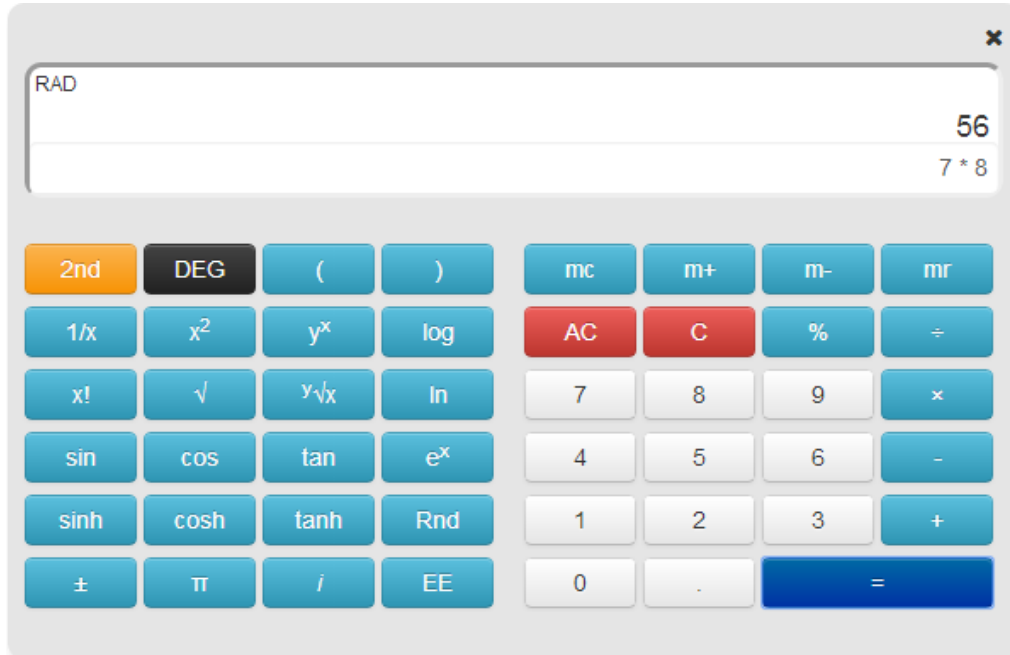 ✖
RAD
56
7 * 8
2nd DEG ( ) mc m+ m- mr
1/x x² yˣ log AC C % ÷
x! √ ʸ√x ln 7 8 9 ×
sin cos tan eˣ 4 5 6 -
sinh cosh tanh Rnd 1 2 3 +
± π i EE 0 . =